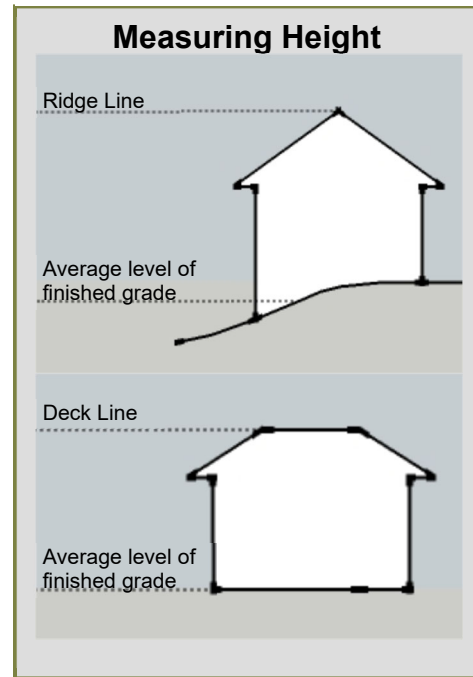 Measuring Height
Ridge Line
Average level of
finished grade
Deck Line
Average level of
finished grade